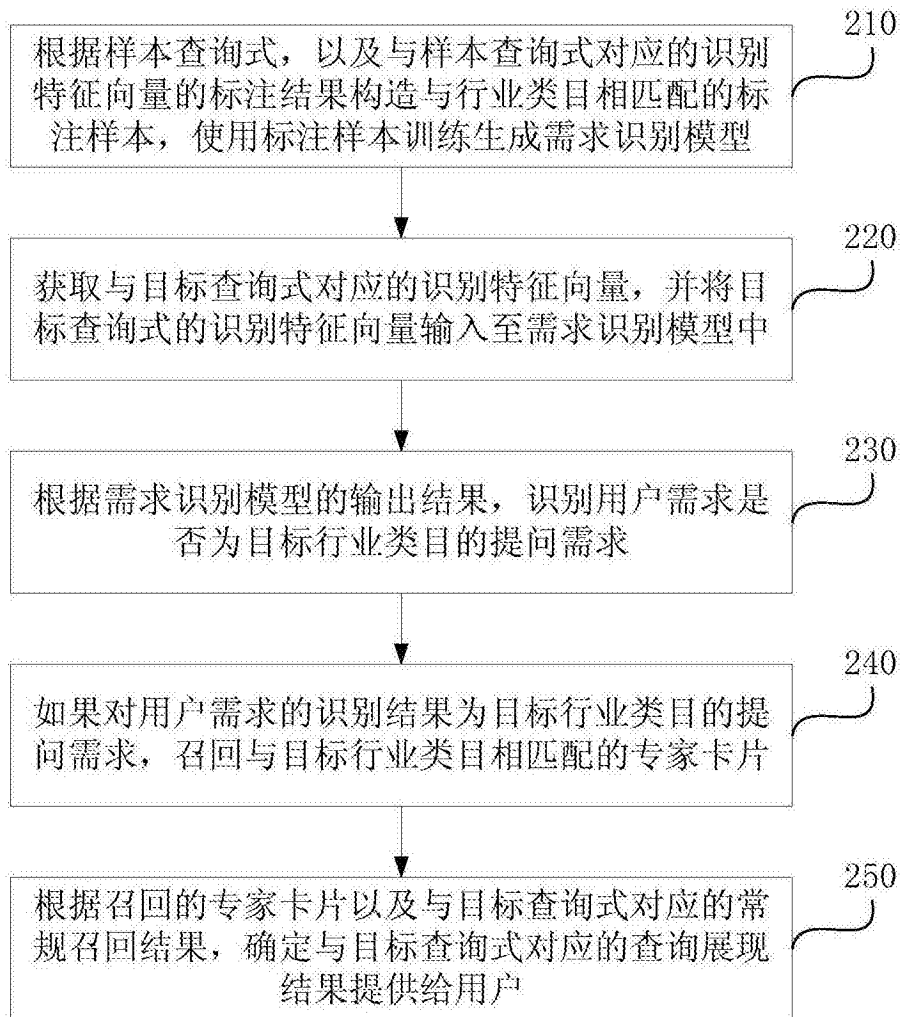 210
根据样本查询式，以及与样本查询式对应的识别
特征向量的标注结果构造与行业类目相匹配的标
注样本，使用标注样本训练生成需求识别模型
220
获取与目标查询式对应的识别特征向量，并将目
标查询式的识别特征向量输入至需求识别模型中
230
根据需求识别模型的输出结果，识别用户需求是
否为目标行业类目的提问需求
240
如果对用户需求的识别结果为目标行业类目的提
问需求，召回与目标行业类目相匹配的专家卡片
250
根据召回的专家卡片以及与目标查询式对应的常
规召回结果，确定与目标查询式对应的查询展现
结果提供给用户